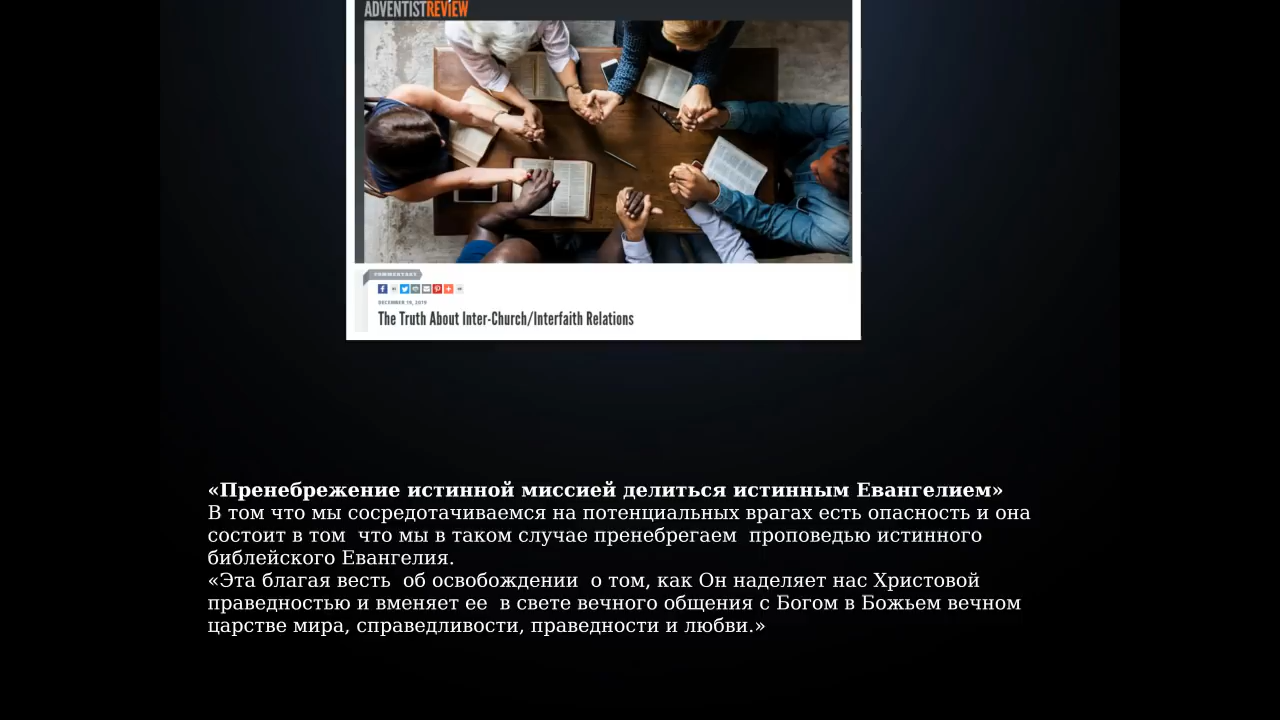 ADVENTISTREVIEW
COMMENTARY
DECEMBER 19, 2019
The Truth About Inter-Church/Interfaith Relations
«Пренебрежение истинной миссией делиться истинным Евангелием»
В том что мы сосредотачиваемся на потенциальных врагах есть опасность и она
состоит в том  что мы в таком случае пренебрегаем  проповедью истинного
библейского Евангелия.
«Эта благая весть  об освобождении  о том, как Он наделяет нас Христовой
праведностью и вменяет ее  в свете вечного общения с Богом в Божьем вечном
царстве мира, справедливости, праведности и любви.»